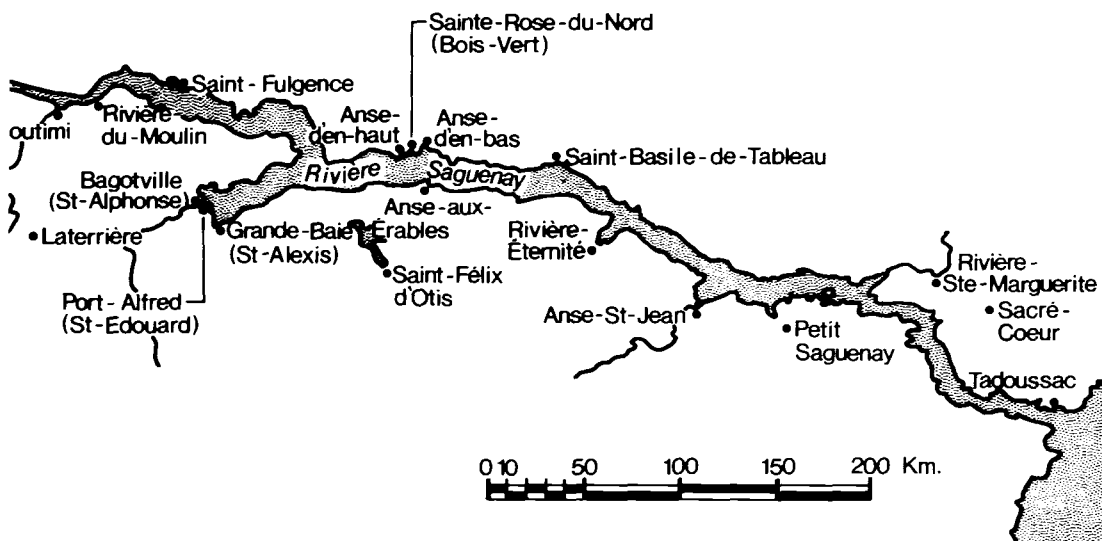 Sainte-Rose-du-Nord
(Bois-Vert)
Saint-Fulgence
outimi
Rivière-
du-Moulin
Anse-
d'en-haut
Anse-
d'en-bas
Saint-Basile-de-Tableau
Rivière Saguenay
Bagotville
(St-Alphonse)
Laterrière
Grande-Baie
(St-Alexis)
Anse-aux-
Érables
Rivière-
Éternité
Saint-Félix
d'Otis
Port-Alfred
(St-Edouard)
Anse-St-Jean
Petit
Saguenay
Rivière-
Ste-Marguerite
Sacré-
Coeur
Tadoussac
0 10 50 100 150 200 Km.